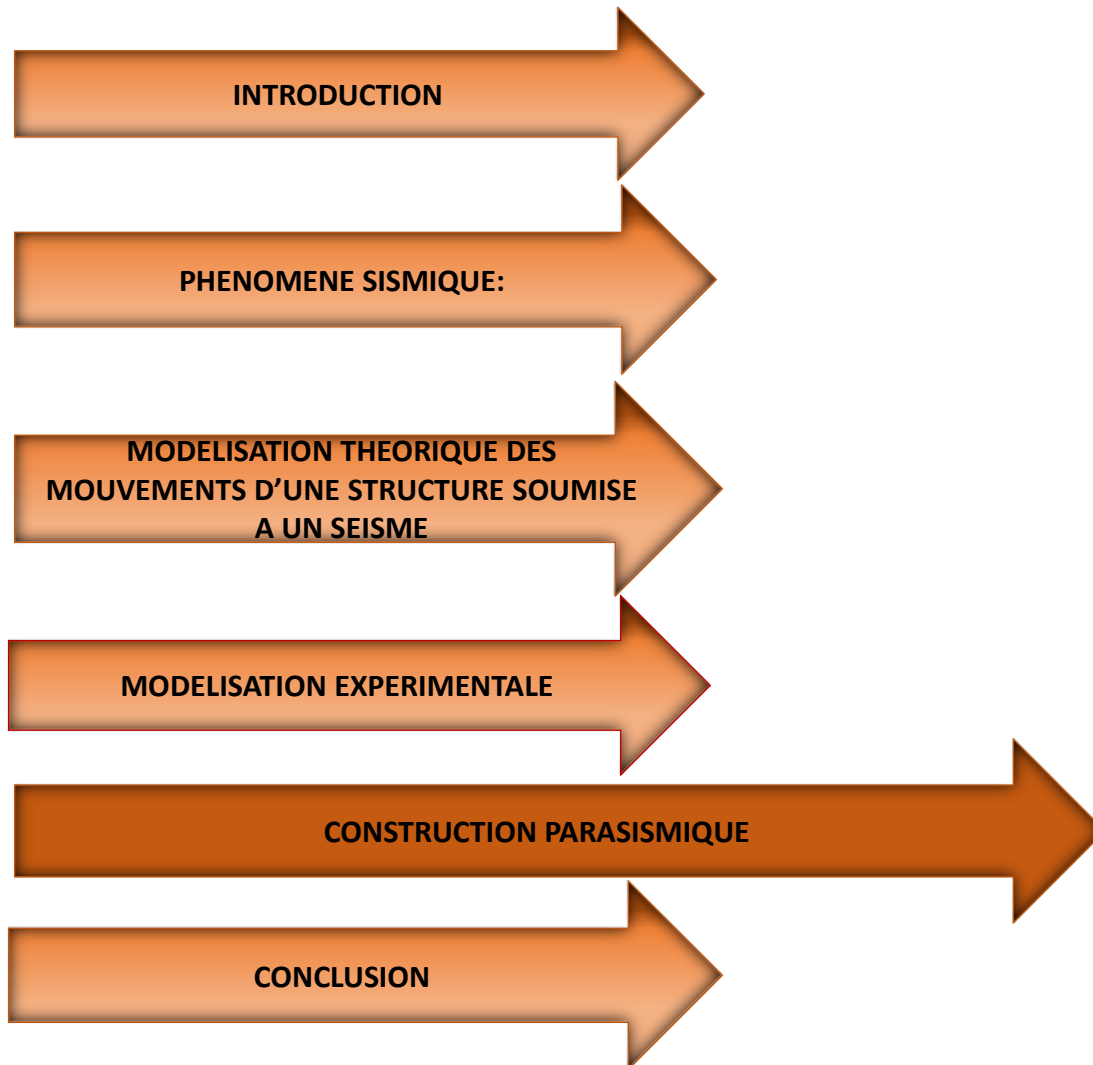 INTRODUCTION
PHENOMENE SISMIQUE:
MODELISATION THEORIQUE DES
MOUVEMENTS D’UNE STRUCTURE SOUMISE
A UN SEISME
MODELISATION EXPERIMENTALE
CONSTRUCTION PARASISMIQUE
CONCLUSION